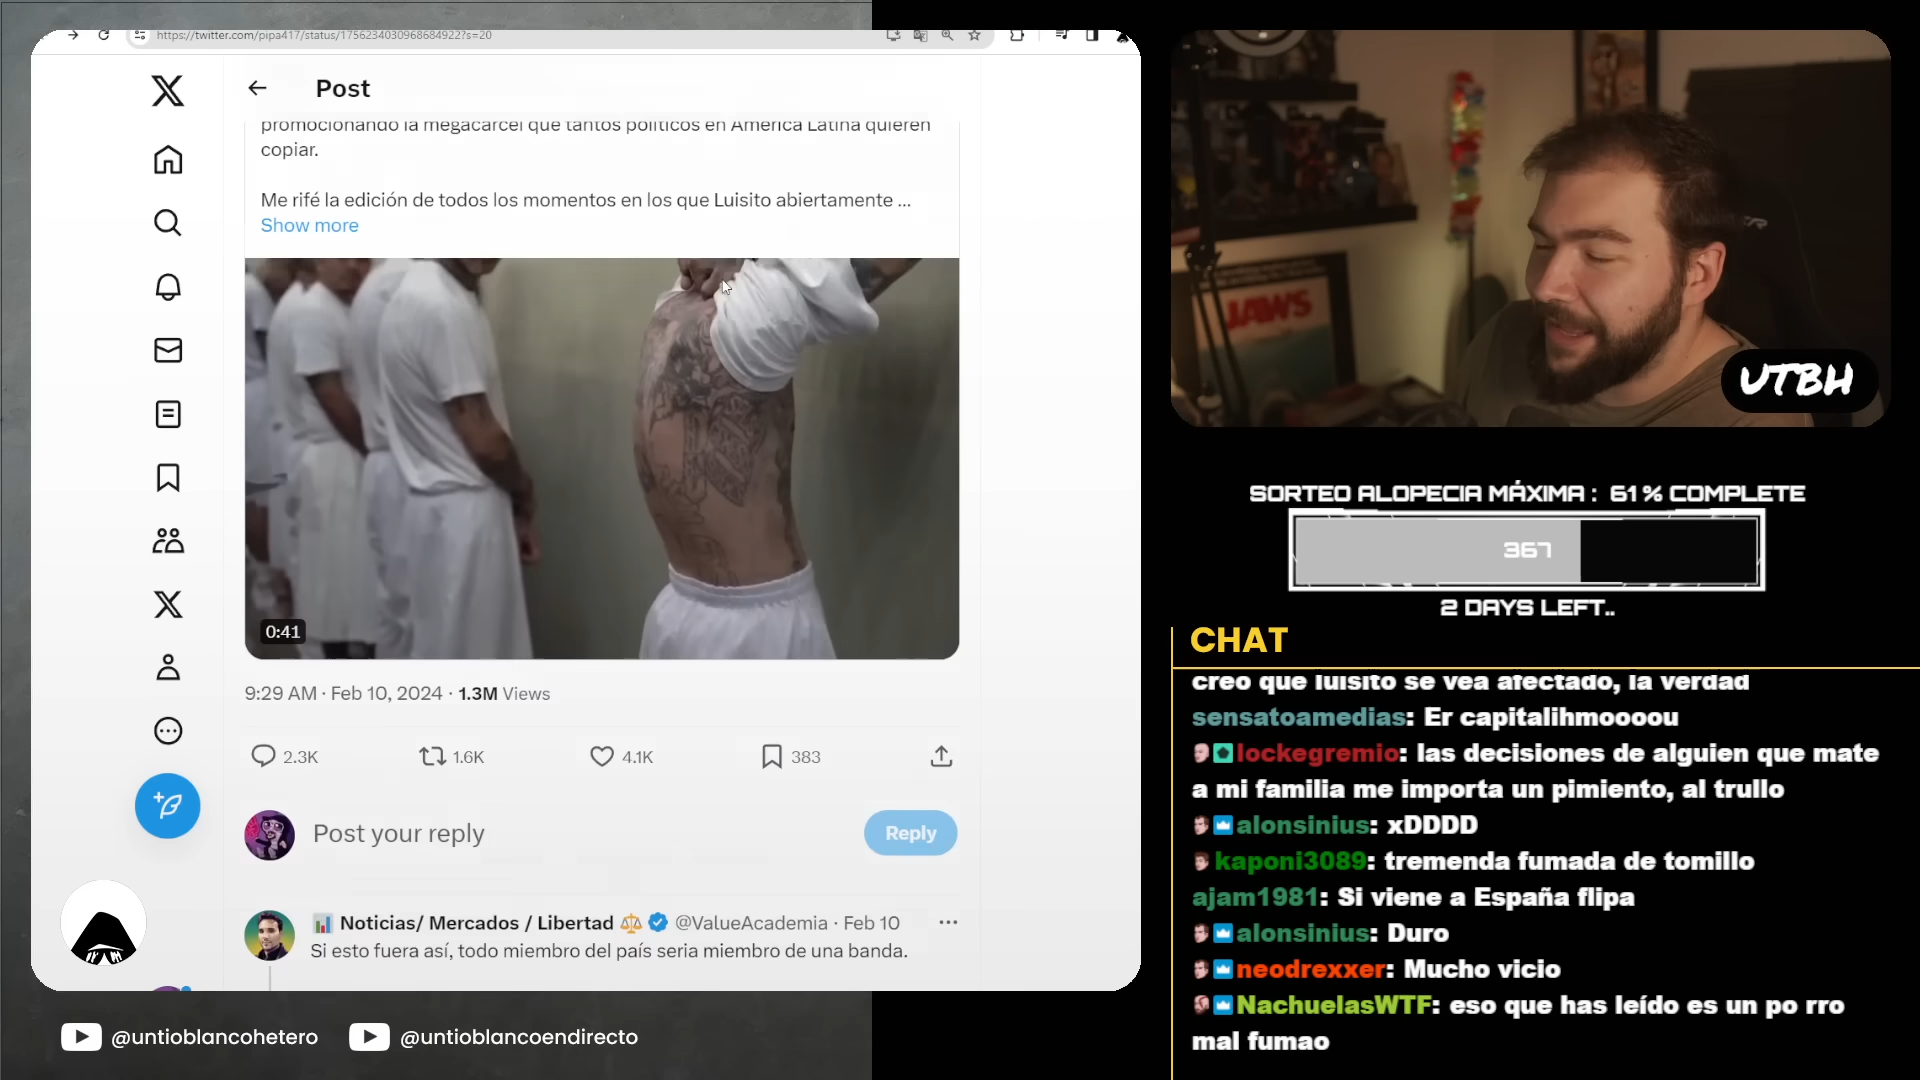 https://twitter.com/pipa417/status/1756234030968684922?s=20
Post
promocionando la megacárcel que tantos políticos en América Latina quieren
copiar.
Me rifé la edición de todos los momentos en los que Luisito abiertamente ...
Show more
0:41
9:29 AM · Feb 10, 2024 · 1.3M Views
2.3K
1.6K
4.1K
383
Post your reply
Reply
Noticias/ Mercados / Libertad @ValueAcademia · Feb 10
Si esto fuera así, todo miembro del país seria miembro de una banda.
@untioblancohetero
@untioblancoendirecto
JAWS
UTBH
SORTEO ALOPECIA MÁXIMA : 61% COMPLETE
367
2 DAYS LEFT..
CHAT
creo que luisito se vea afectado, la verdad
sensatoamedias: Er capitalihmoooou
lockegremio: las decisiones de alguien que mate
a mi familia me importa un pimiento, al trullo
alonsinius: xDDDD
kaponi3089: tremenda fumada de tomillo
ajam1981: Si viene a España flipa
alonsinius: Duro
neodrexxer: Mucho vicio
NachuelasWTF: eso que has leído es un po rro
mal fumao